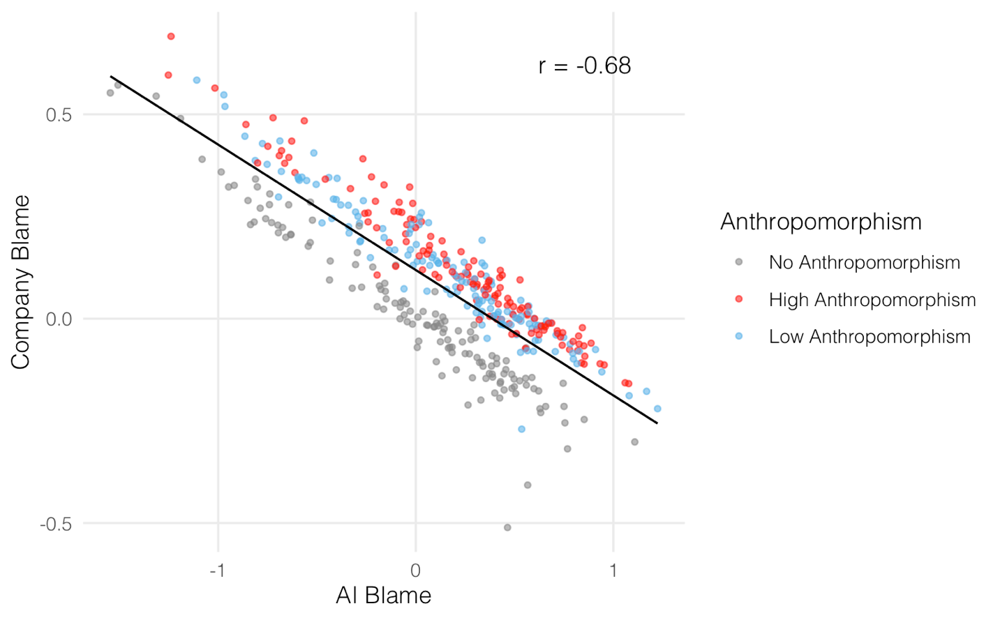 r = -0.68
Company Blame
0.5
0.0
-0.5
-1
0
1
AI Blame
Anthropomorphism
No Anthropomorphism
High Anthropomorphism
Low Anthropomorphism